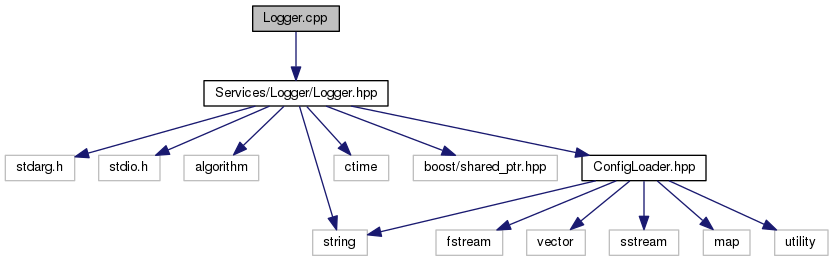 Logger.cpp
Services/Logger/Logger.hpp
stdarg.h
stdio.h
algorithm
ctime
boost/shared_ptr.hpp
ConfigLoader.hpp
string
fstream
vector
sstream
map
utility